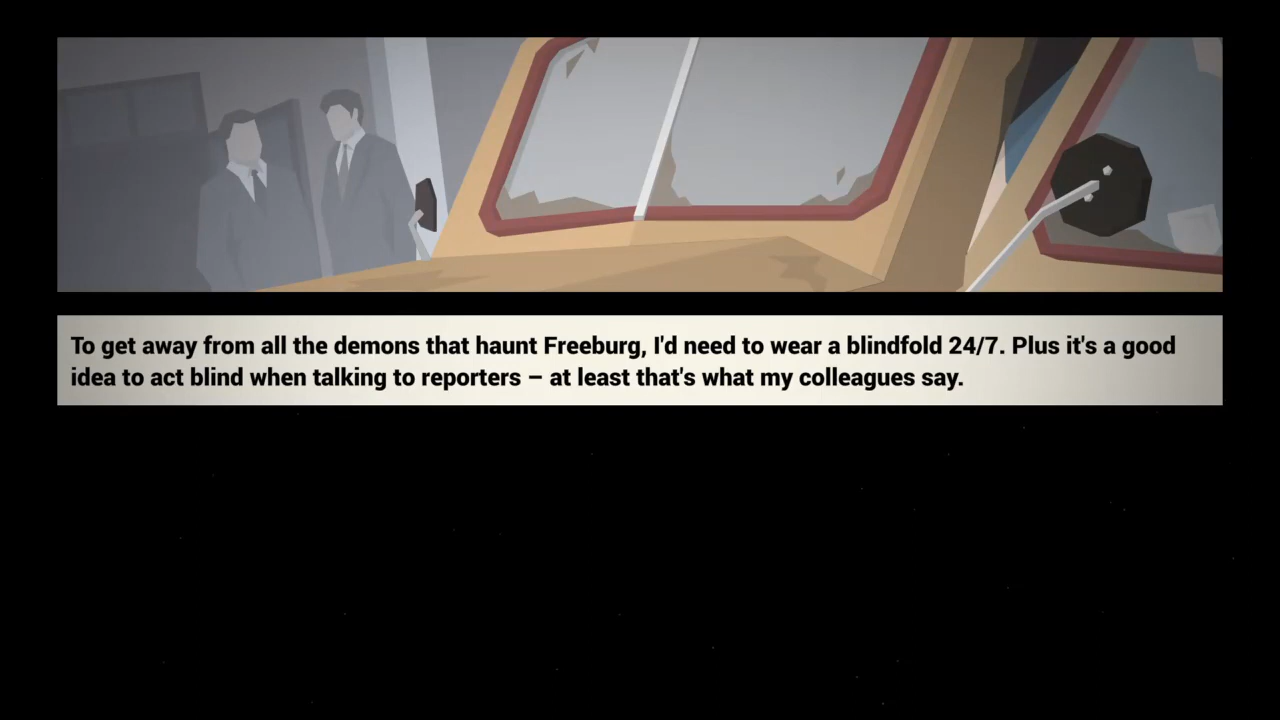 To get away from all the demons that haunt Freeburg, I'd need to wear a blindfold 24/7. Plus it's a good
idea to act blind when talking to reporters – at least that's what my colleagues say.